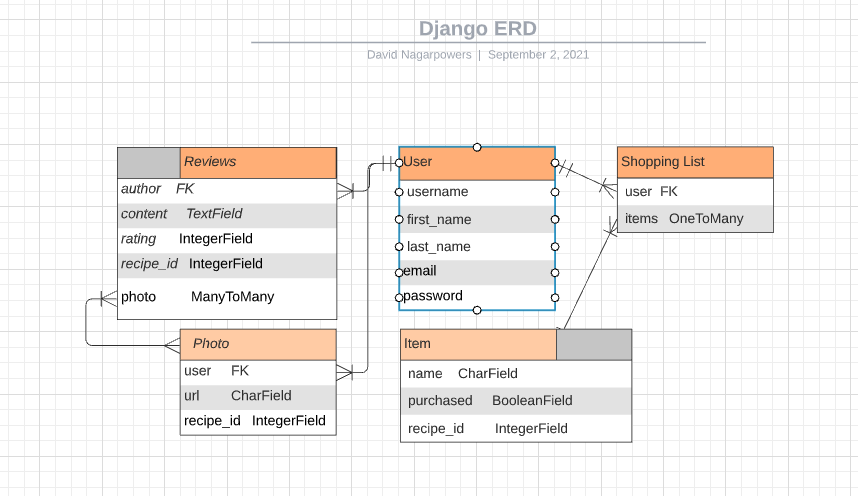 Django ERD
David Nagarpowers | September 2, 2021
Reviews
author FK
content TextField
rating IntegerField
recipe_id IntegerField
photo ManyToMany
User
username
first_name
last_name
email
password
Shopping List
user FK
items OneToMany
Photo
user FK
url CharField
recipe_id IntegerField
Item
name CharField
purchased BooleanField
recipe_id IntegerField